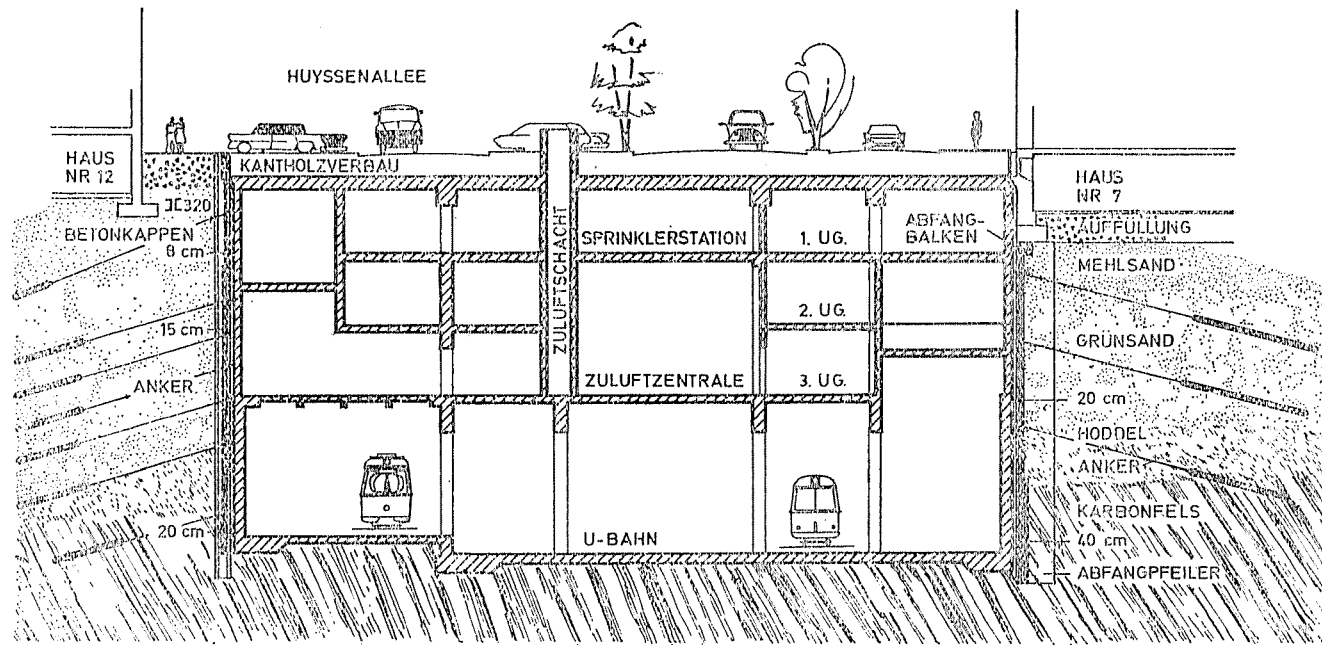 HUYSSENALLEE
HAUS
NR 12
KANTHOLZVERBAU
][320
BETONKAPPEN
8 cm
15 cm
ANKER
20 cm
ZULUFTSCHACHT
SPRINKLERSTATION
1. UG.
2. UG.
ZULUFTZENTRALE
3. UG.
U-BAHN
ABFANG-
BALKEN
HAUS
NR 7
AUFFÜLLUNG
MEHLSAND
GRÜNSAND
20 cm
HODDEL
ANKER
KARBONFELS
40 cm
ABFANGPFEILER